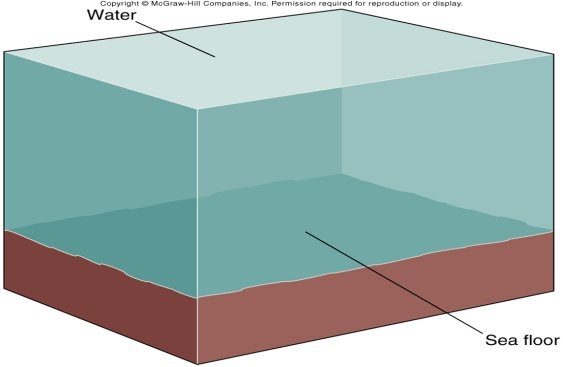 Copyright © McGraw-Hill Companies, Inc. Permission required for reproduction or display.
Water
Sea floor